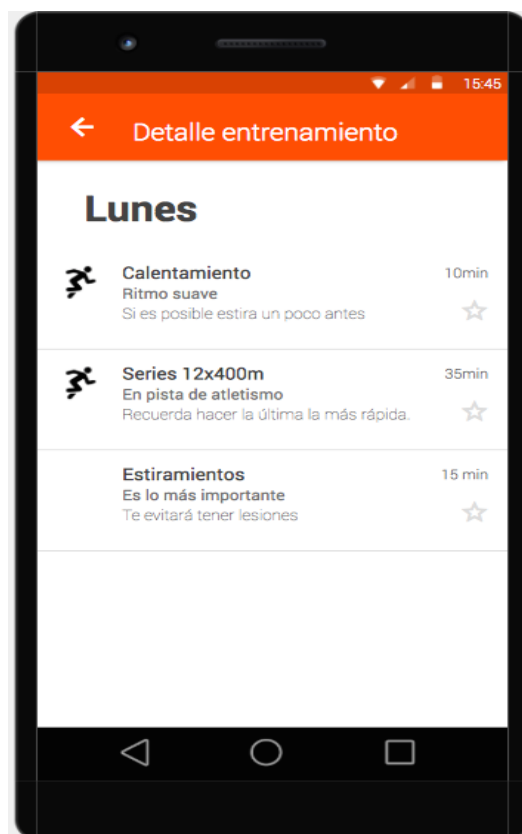 15:45
Detalle entrenamiento
Lunes
Calentamiento 10min
Ritmo suave
Si es posible estira un poco antes
Series 12x400m 35min
En pista de atletismo
Recuerda hacer la última la más rápida.
Estiramientos 15 min
Es lo más importante
Te evitará tener lesiones